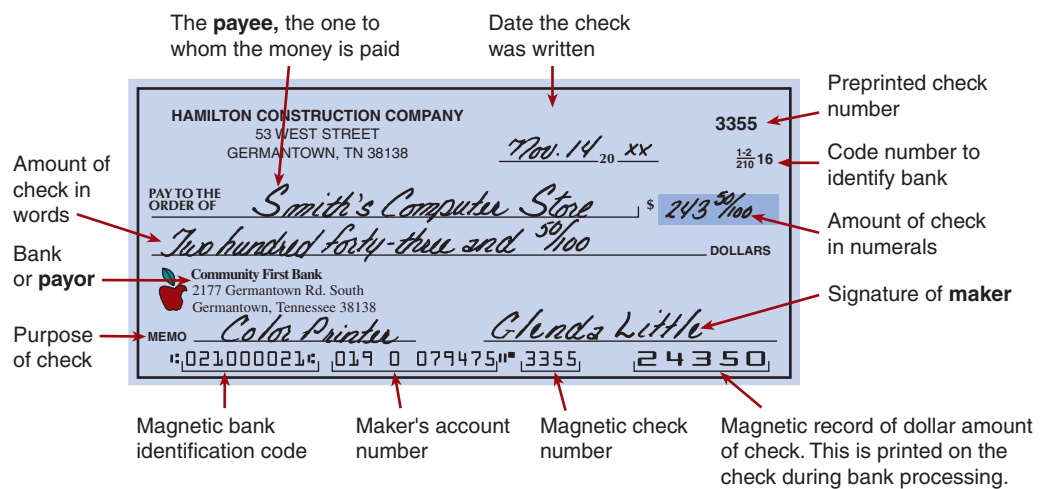 The payee, the one to
whom the money is paid
Date the check
was written
Preprinted check
number
HAMILTON CONSTRUCTION COMPANY
53 WEST STREET
GERMANTOWN, TN 38138
3355
Nov. 14 20 xx
1-2/210 16
Code number to
identify bank
Amount of
check in
words
PAY TO THE
ORDER OF Smith's Computer Store $ 243 50/100
Amount of check
in numerals
Two hundred forty-three and 50/100 DOLLARS
Bank
or payor
Community First Bank
2177 Germantown Rd. South
Germantown, Tennessee 38138
Signature of maker
Purpose
of check
MEMO Color Printer Glenda Little
⑆021000021⑆ 019 0 079475⑈ 3355 24350
Magnetic bank
identification code
Maker's account
number
Magnetic check
number
Magnetic record of dollar amount
of check. This is printed on the
check during bank processing.